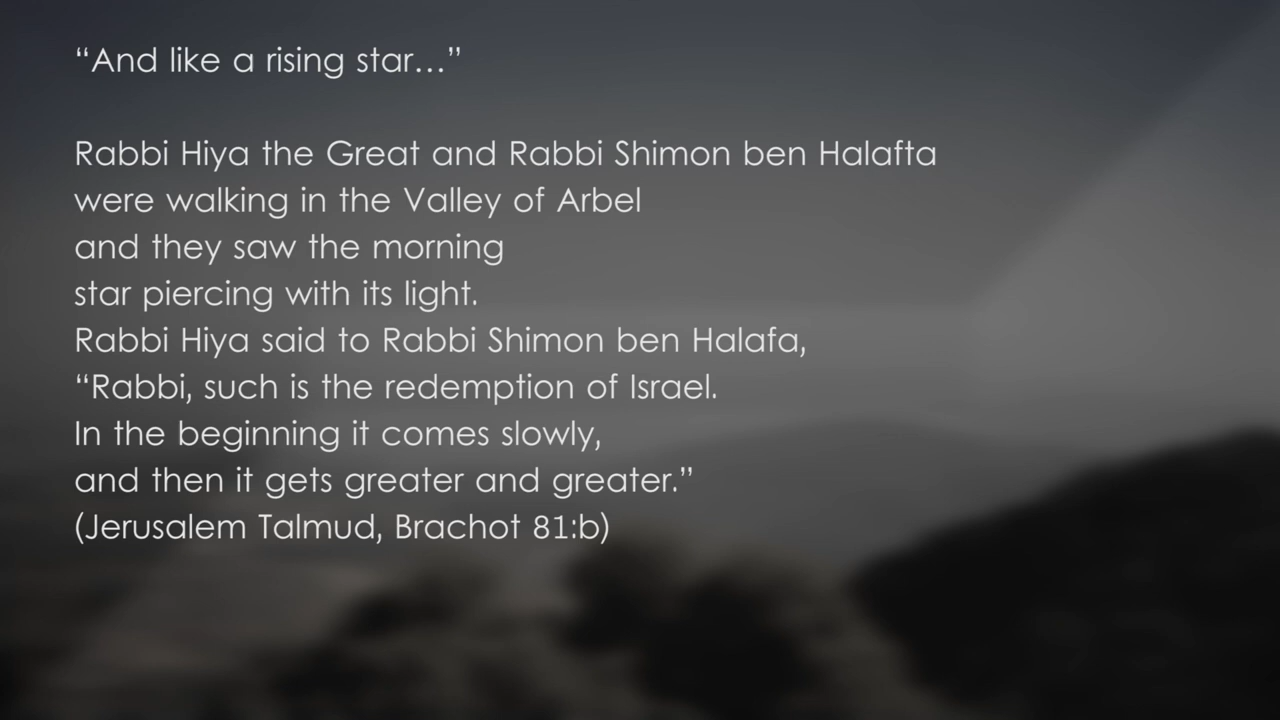 “And like a rising star...”
Rabbi Hiya the Great and Rabbi Shimon ben Halafta
were walking in the Valley of Arbel
and they saw the morning
star piercing with its light.
Rabbi Hiya said to Rabbi Shimon ben Halafa,
“Rabbi, such is the redemption of Israel.
In the beginning it comes slowly,
and then it gets greater and greater.”
(Jerusalem Talmud, Brachot 81:b)